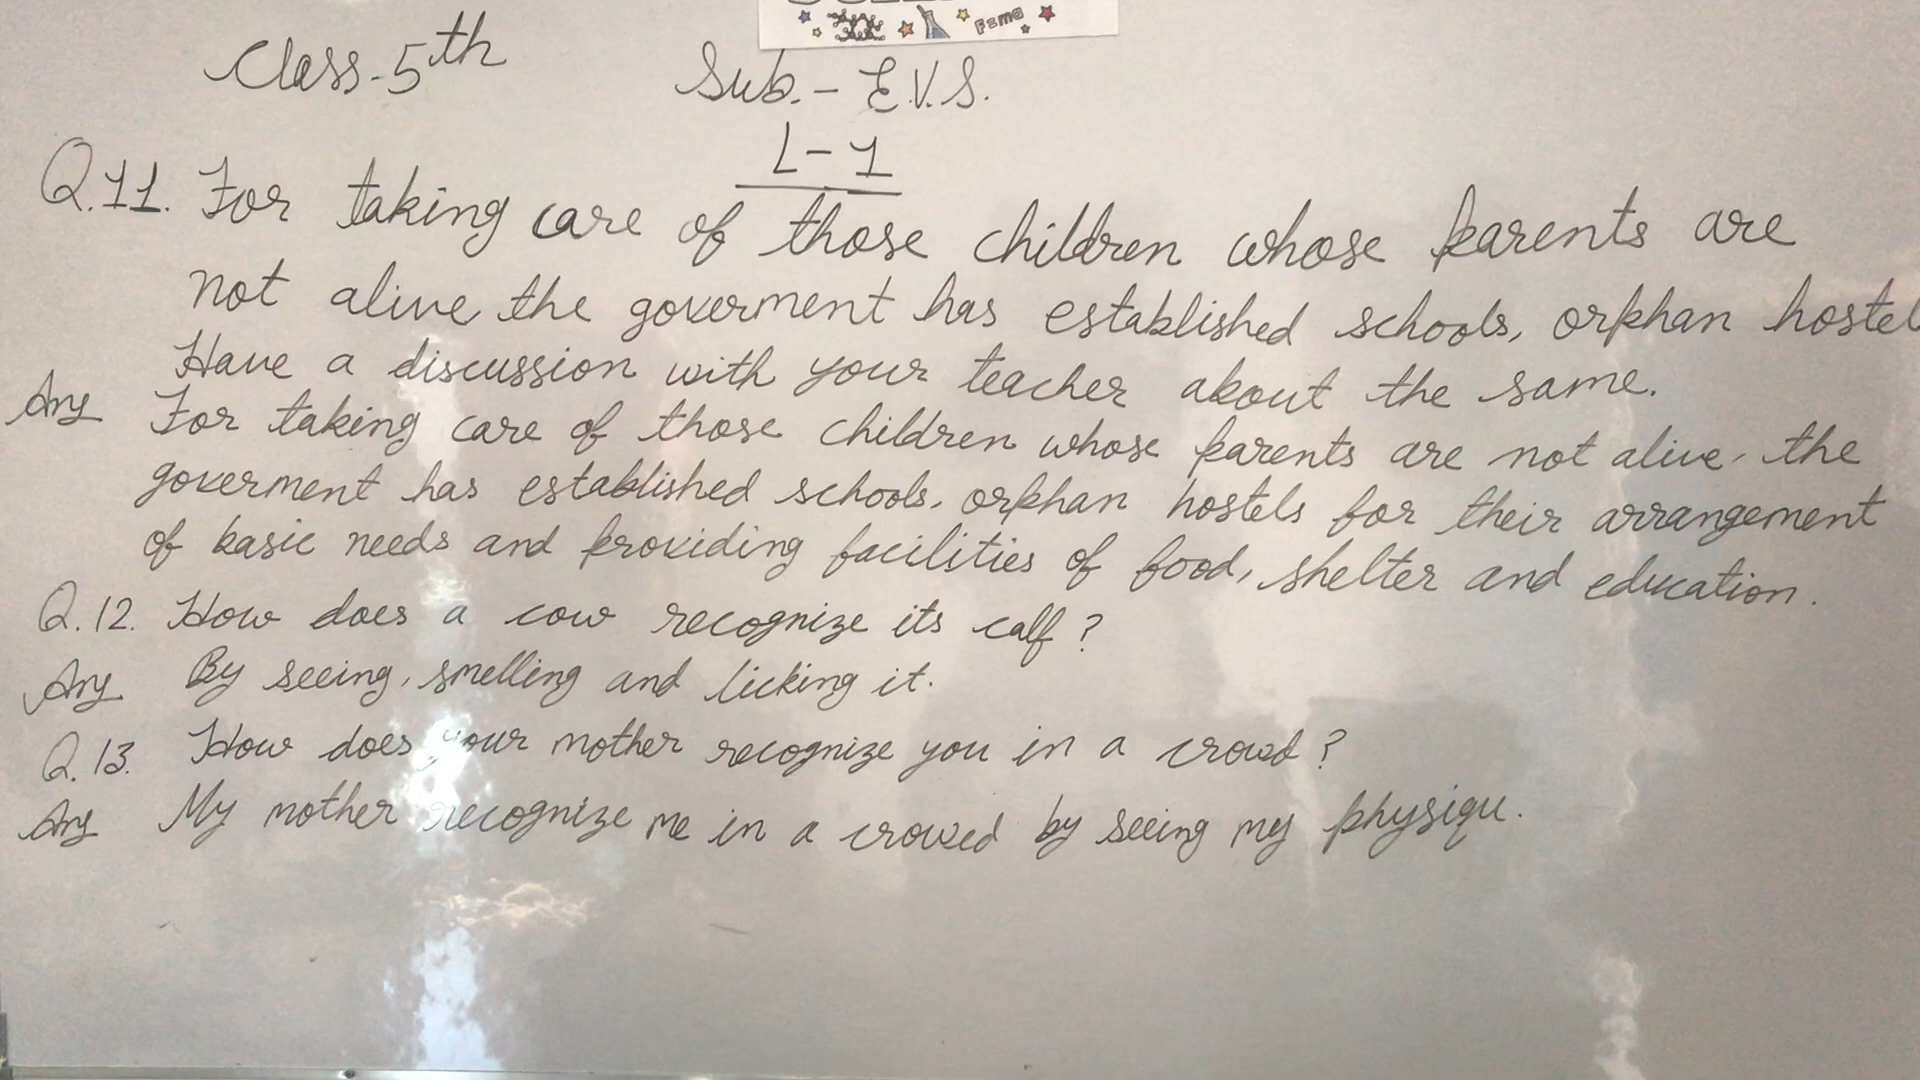 Fama
Class-5th Sub.- E.V.S.
L-1
Q.11. For taking care of those children whose parents are
not alive the goverment has established schools, orphan hostel
Have a discussion with your teacher about the same.
Ans For taking care of those children whose parents are not alive, the
goverment has established schools, orphan hostels for their arrangement
of basic needs and providing facilities of food, shelter and education.
Q.12. How does a cow recognize its calf?
Ans By seeing, smelling and licking it.
Q.13. How does your mother recognize you in a crowd?
Ans My mother recognize me in a crowed by seeing my physiqu.